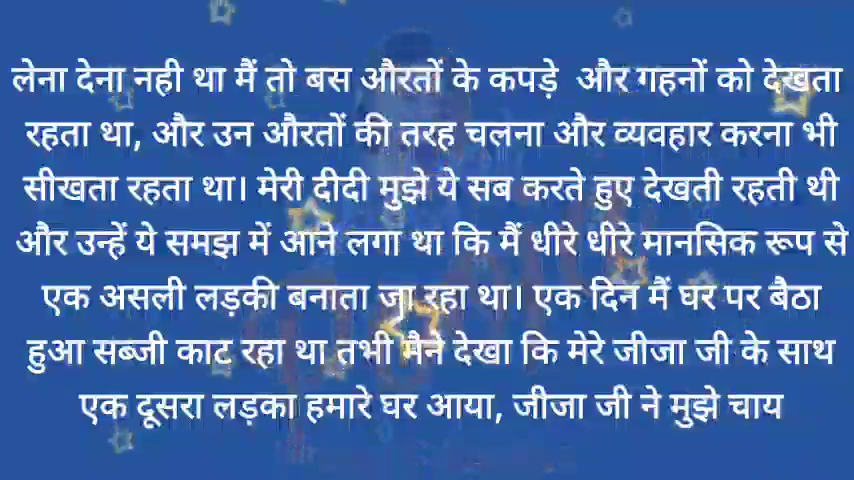 लेना देना नही था मैं तो बस औरतों के कपड़े और गहनों को देखता
रहता था, और उन औरतों की तरह चलना और व्यवहार करना भी
सीखता रहता था। मेरी दीदी मुझे ये सब करते हुए देखती रहती थी
और उन्हें ये समझ में आने लगा था कि मैं धीरे धीरे मानसिक रूप से
एक असली लड़की बनाता जा रहा था। एक दिन मैं घर पर बैठा
हुआ सब्जी काट रहा था तभी मैने देखा कि मेरे जीजा जी के साथ
एक दूसरा लड़का हमारे घर आया, जीजा जी ने मुझे चाय